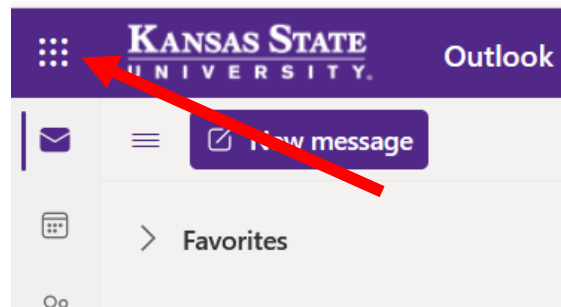 KANSAS STATE
UNIVERSITY.
Outlook
New message
Favorites